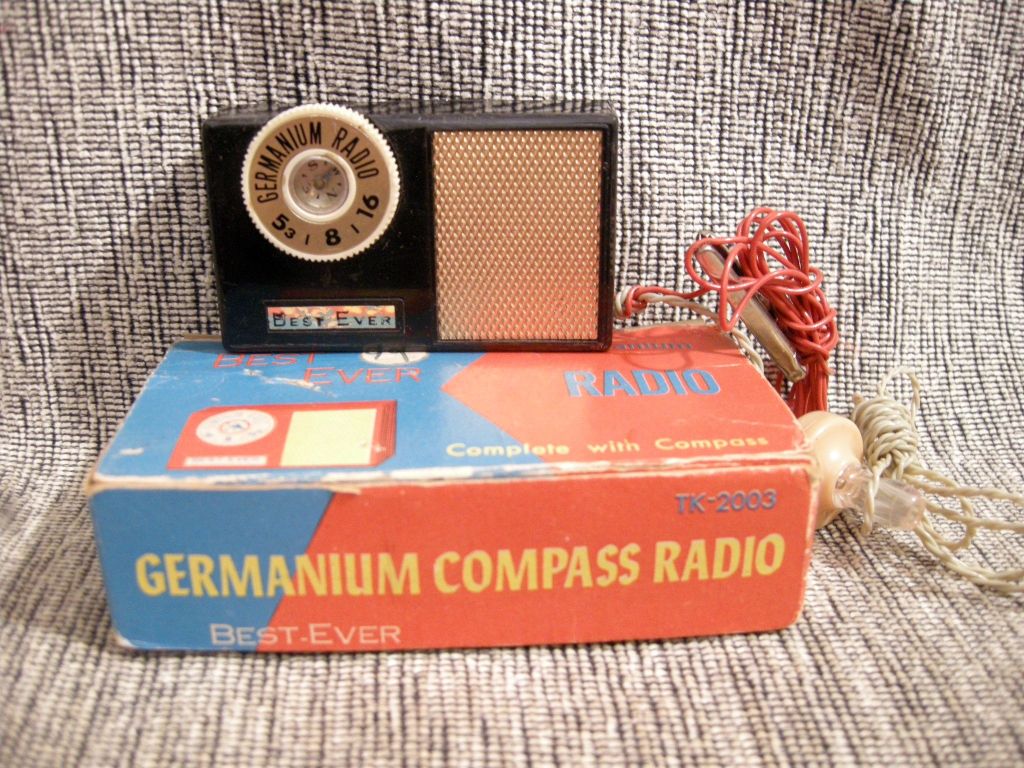 GERMANIUM RADIO
5 3 8 16
BEST-EVER
BEST
EVER
RADIO
Complete with Compass
TK-2003
GERMANIUM COMPASS RADIO
BEST-EVER